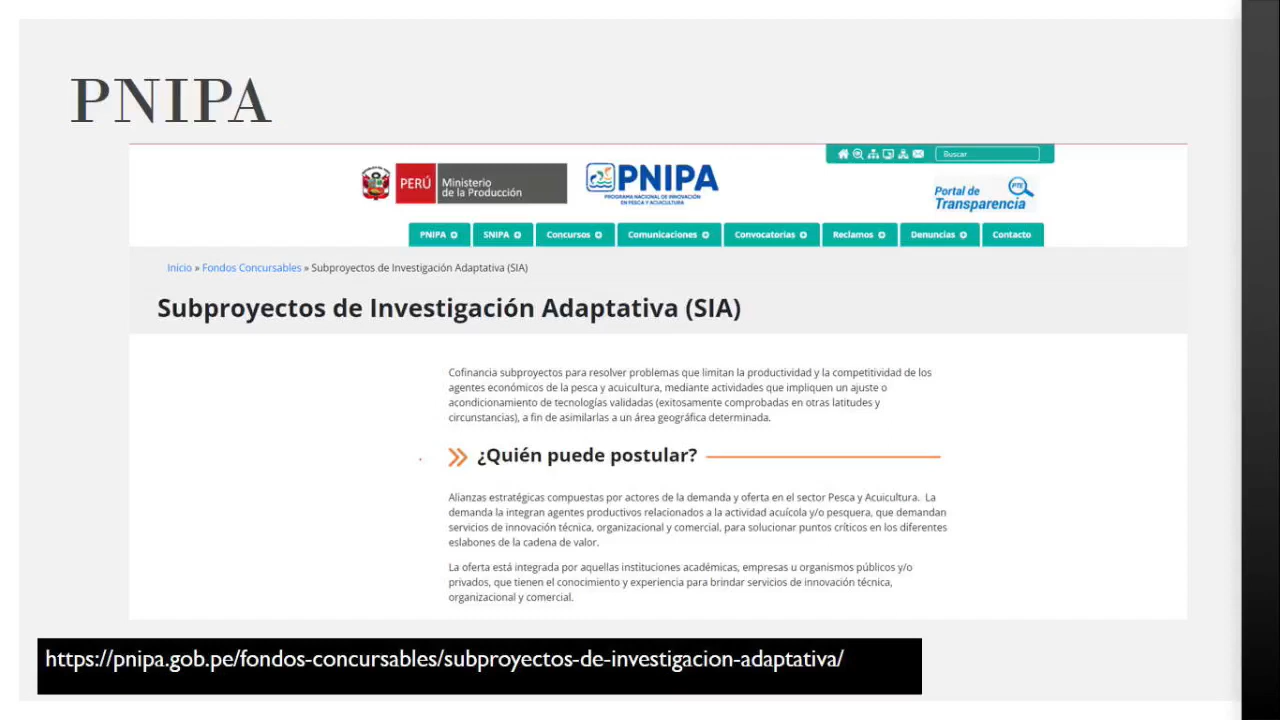 PNIPA
Buscar
PERÚ
Ministerio
de la Producción
PNIPA
PROGRAMA NACIONAL DE INNOVACIÓN
EN PESCA Y ACUICULTURA
PTE
Portal de
Transparencia
PNIPA
SNIPA
Concursos
Comunicaciones
Convocatorias
Reclamos
Denuncias
Contacto
Inicio » Fondos Concursables » Subproyectos de Investigación Adaptativa (SIA)
Subproyectos de Investigación Adaptativa (SIA)
Cofinancia subproyectos para resolver problemas que limitan la productividad y la competitividad de los
agentes económicos de la pesca y acuicultura, mediante actividades que impliquen un ajuste o
acondicionamiento de tecnologías validadas (exitosamente comprobadas en otras latitudes y
circunstancias), a fin de asimilarlas a un área geográfica determinada.
¿Quién puede postular?
Alianzas estratégicas compuestas por actores de la demanda y oferta en el sector Pesca y Acuicultura. La
demanda la integran agentes productivos relacionados a la actividad acuícola y/o pesquera, que demandan
servicios de innovación técnica, organizacional y comercial, para solucionar puntos críticos en los diferentes
eslabones de la cadena de valor.
La oferta está integrada por aquellas instituciones académicas, empresas u organismos públicos y/o
privados, que tienen el conocimiento y experiencia para brindar servicios de innovación técnica,
organizacional y comercial.
https://pnipa.gob.pe/fondos-concursables/subproyectos-de-investigacion-adaptativa/